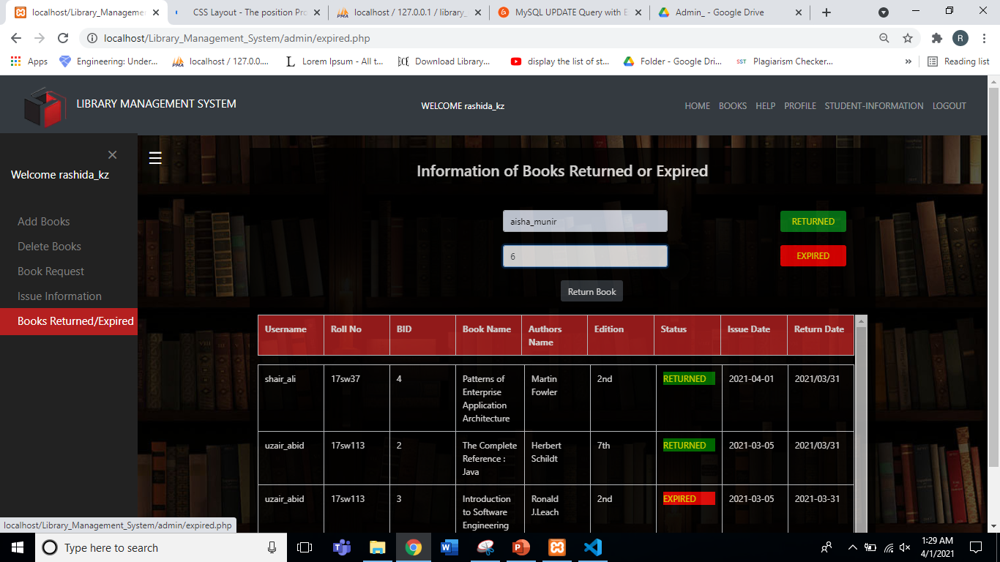 localhost/Library_Managemen
CSS Layout - The position Pro
localhost / 127.0.0.1 / library_
MySQL UPDATE Query with E
Admin_ - Google Drive
localhost/Library_Management_System/admin/expired.php
R
Apps
Engineering: Under...
localhost / 127.0.0....
Lorem Ipsum - All t...
Download Library...
display the list of st...
Folder - Google Dri...
SST
Plagiarism Checker...
»
Reading list
LIBRARY MANAGEMENT SYSTEM
WELCOME rashida_kz
HOME BOOKS HELP PROFILE STUDENT-INFORMATION LOGOUT
Welcome rashida_kz
Add Books
Delete Books
Book Request
Issue Information
Books Returned/Expired
Information of Books Returned or Expired
aisha_munir
RETURNED
6
EXPIRED
Return Book
Username Roll No BID Book Name Authors Name Edition Status Issue Date Return Date
shair_ali 17sw37 4 Patterns of Enterprise Application Architecture Martin Fowler 2nd RETURNED 2021-04-01 2021/03/31
uzair_abid 17sw113 2 The Complete Reference : Java Herbert Schildt 7th RETURNED 2021-03-05 2021/03/31
uzair_abid 17sw113 3 Introduction to Software Engineering Ronald J.Leach 2nd EXPIRED 2021-03-05 2021-03-31
localhost/Library_Management_System/admin/expired.php
Type here to search
1:29 AM
4/1/2021